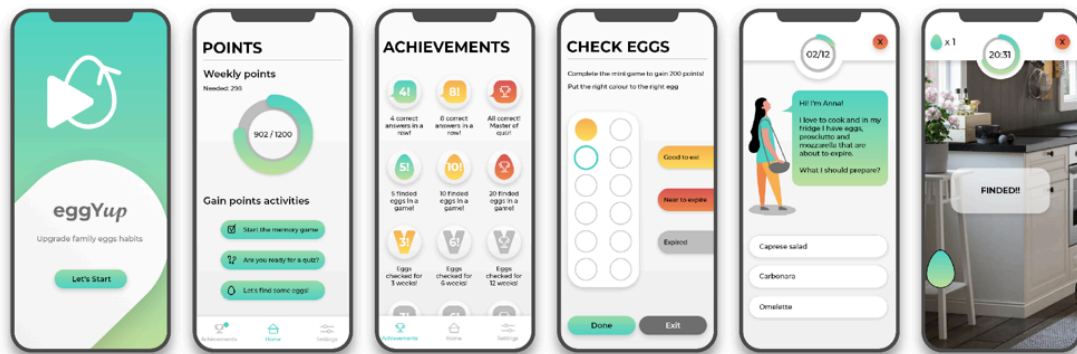 eggYup
Upgrade family eggs habits
Let's Start
POINTS
Weekly points
Needed: 298
902 / 1200
Gain points activities
Start the memory game
Are you ready for a quiz?
Let's find some eggs!
Achievements
Home
Settings
ACHIEVEMENTS
4!
8!
4 correct
answers in a
row!
8 correct
answers in a
row!
All correct!
Master of
quiz!
5!
10!
5 finded
eggs in a
game!
10 finded
eggs in a
game!
20 finded
eggs in a
game!
3!
6!
Eggs
checked for
3 weeks!
Eggs
checked for
6 weeks!
Eggs
checked for
12 weeks!
Achievements
Home
Settings
CHECK EGGS
Complete the mini game to gain 200 points!
Put the right colour to the right egg
Good to eat
Near to expire
Expired
Done
Exit
02/12
X
Hi! I'm Anna!
I love to cook and in my
fridge I have eggs,
prosciutto and
mozzarella that are
about to expire.
What I should prepare?
Caprese salad
Carbonara
Omelette
x 1
20:31
X
FINDED!!